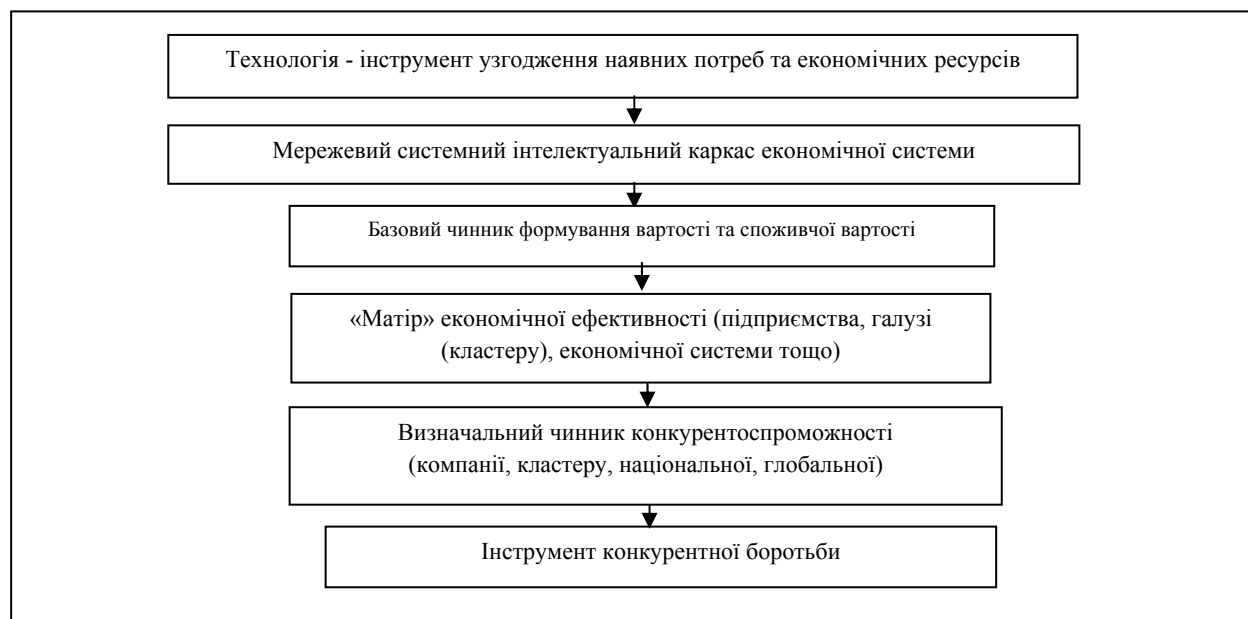 Технологія - інструмент узгодження наявних потреб та економічних ресурсів
Мережевий системний інтелектуальний каркас економічної системи
Базовий чинник формування вартості та споживчої вартості
«Матір» економічної ефективності (підприємства, галузі
(кластеру), економічної системи тощо)
Визначальний чинник конкурентоспроможності
(компанії, кластеру, національної, глобальної)
Інструмент конкурентної боротьби